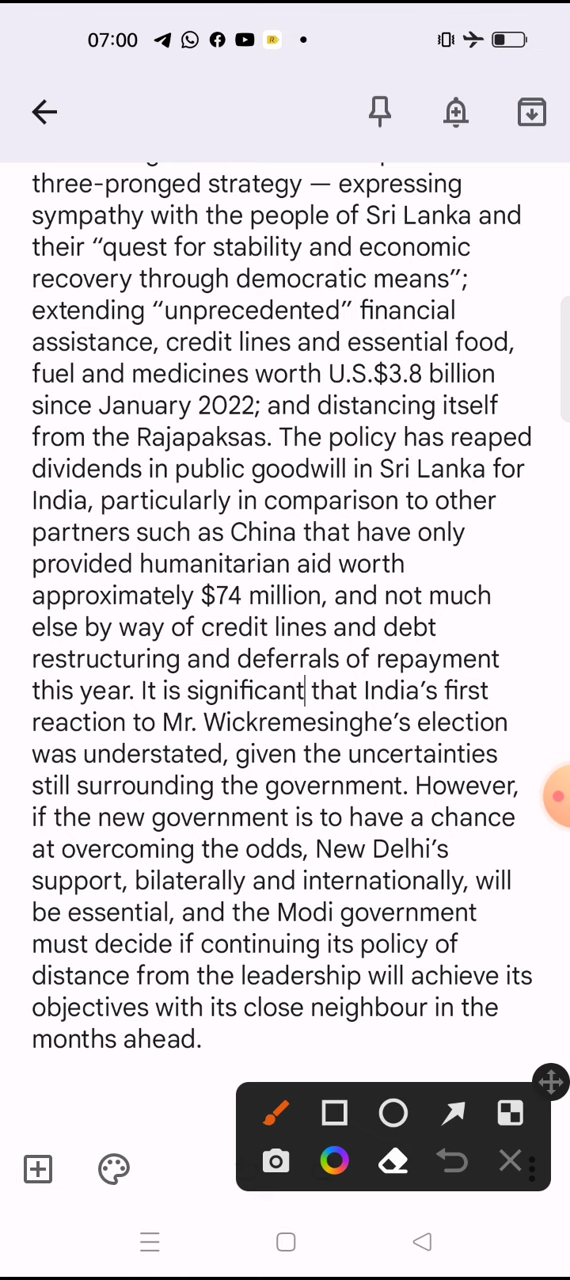 07:00
three-pronged strategy — expressing
sympathy with the people of Sri Lanka and
their “quest for stability and economic
recovery through democratic means”;
extending “unprecedented” financial
assistance, credit lines and essential food,
fuel and medicines worth U.S.$3.8 billion
since January 2022; and distancing itself
from the Rajapaksas. The policy has reaped
dividends in public goodwill in Sri Lanka for
India, particularly in comparison to other
partners such as China that have only
provided humanitarian aid worth
approximately $74 million, and not much
else by way of credit lines and debt
restructuring and deferrals of repayment
this year. It is significant that India’s first
reaction to Mr. Wickremesinghe’s election
was understated, given the uncertainties
still surrounding the government. However,
if the new government is to have a chance
at overcoming the odds, New Delhi’s
support, bilaterally and internationally, will
be essential, and the Modi government
must decide if continuing its policy of
distance from the leadership will achieve its
objectives with its close neighbour in the
months ahead.